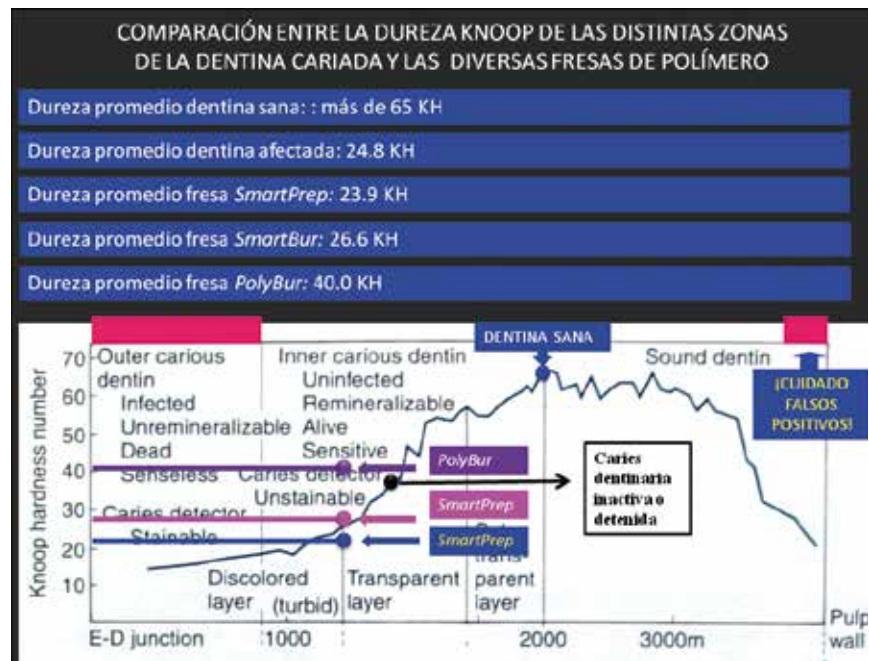 COMPARACIÓN ENTRE LA DUREZA KNOOP DE LAS DISTINTAS ZONAS
DE LA DENTINA CARIADA Y LAS DIVERSAS FRESAS DE POLÍMERO
Dureza promedio dentina sana: : más de 65 KH
Dureza promedio dentina afectada: 24.8 KH
Dureza promedio fresa SmartPrep: 23.9 KH
Dureza promedio fresa SmartBur: 26.6 KH
Dureza promedio fresa PolyBur: 40.0 KH
DENTINA SANA
Knoop hardness number
70
60
50
40
30
20
10
Outer carious
dentin
Infected
Unremineralizable
Dead
Senseless
Caries detector
Stainable
Inner carious dentin
Uninfected
Remineralizable
Alive
Sensitive
Caries detector
Unstainable
Sound dentin
¡CUIDADO
FALSOS
POSITIVOS!
PolyBur
SmartPrep
SmartPrep
Caries
dentinaria
inactiva o
detenida
Discolored
layer
(turbid)
Transparent
layer
trans-
parent
layer
E-D junction
1000
2000
3000m
Pulp
wall